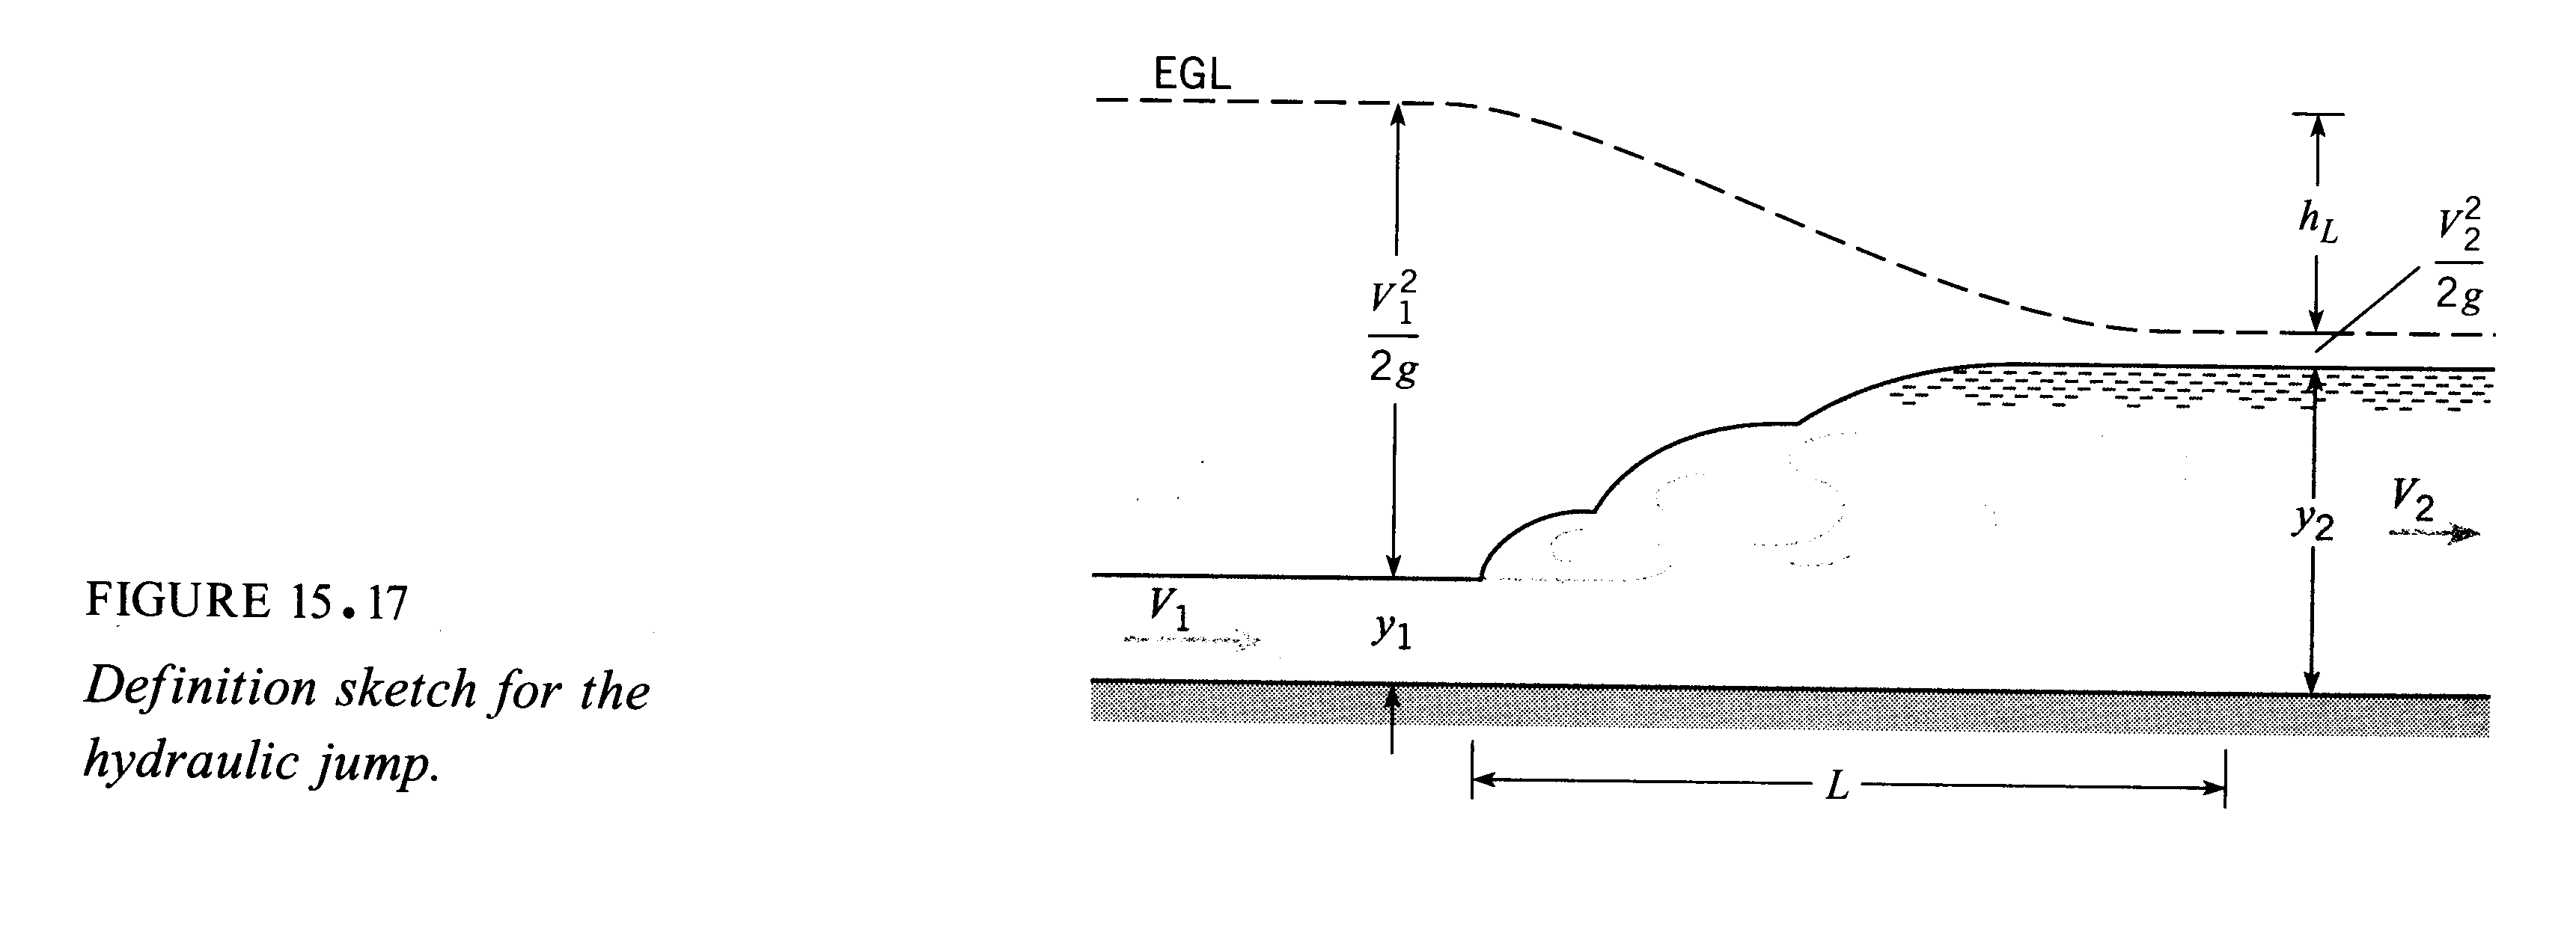 EGL
h_L
V_2^2
2g
V_1^2
2g
V_2
y_2
V_1
y_1
L
FIGURE 15.17
Definition sketch for the
hydraulic jump.